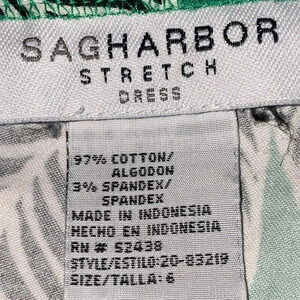 SAGHARBOR
STRETCH
DRESS
97% COTTON/
ALGODON
3% SPANDEX/
SPANDEX
MADE IN INDONESIA
HECHO EN INDONESIA
RN # 52438
STYLE/ESTILO:20-83219
SIZE/TALLA: 6